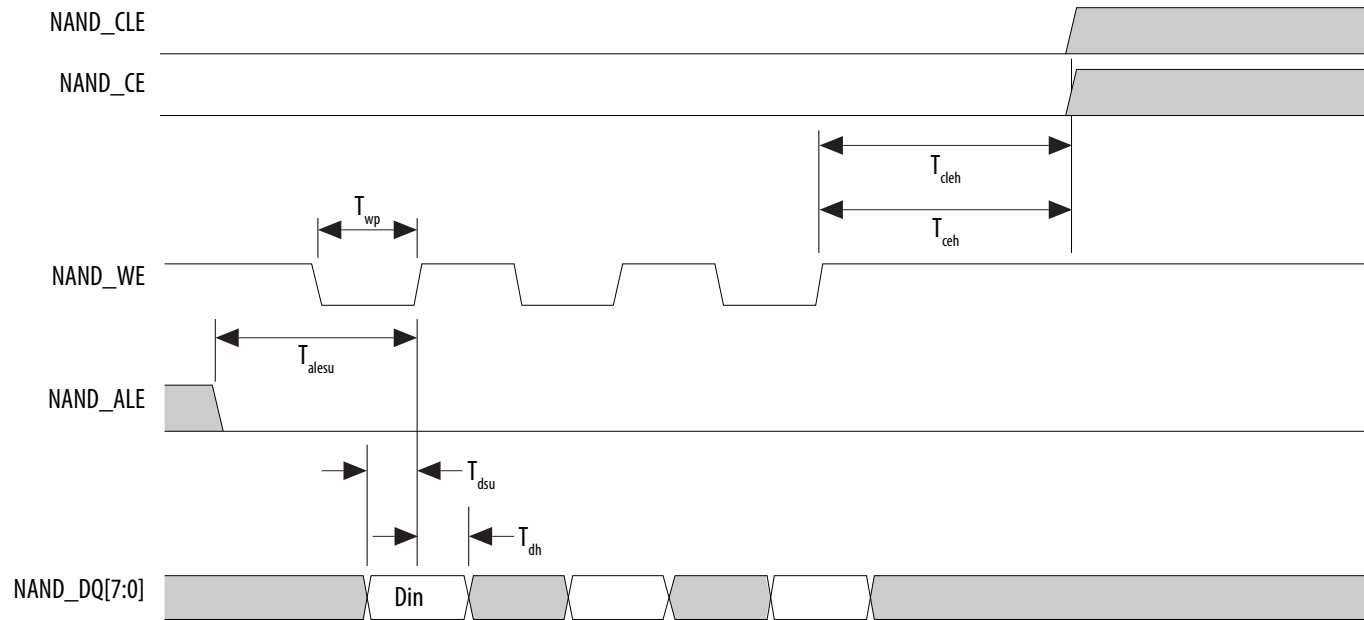 NAND_CLE
NAND_CE
T_cleh
T_wp
T_ceh
NAND_WE
T_alesu
NAND_ALE
T_dsu
T_dh
NAND_DQ[7:0]
Din